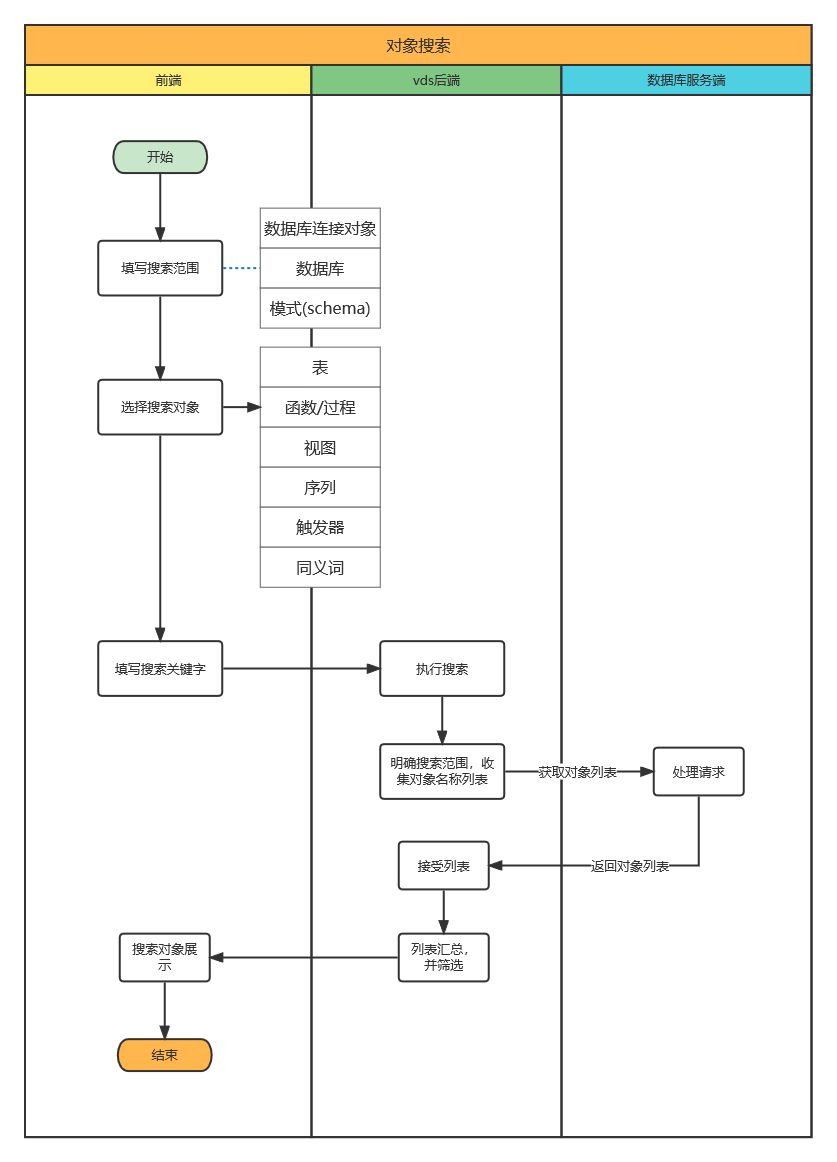 对象搜索
前端
vds后端
数据库服务端
开始
数据库连接对象
填写搜索范围
数据库
模式(schema)
表
选择搜索对象
函数/过程
视图
序列
触发器
同义词
填写搜索关键字
执行搜索
明确搜索范围，收
集对象名称列表
获取对象列表
处理请求
接受列表
返回对象列表
搜索对象展
示
列表汇总，
并筛选
结束